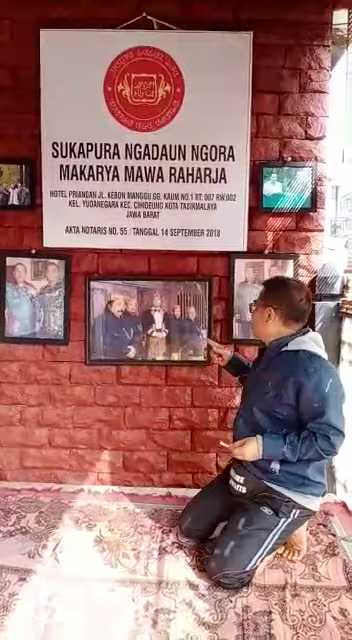 SUKAPURA NGADAUN NGORA
MAKARYA MAWA RAHARJA
HOTEL PRIANGAN JL. KEBON MANGGU GG. KAUM NO.1 RT.007 RW.002
KEL. YUDANEGARA KEC. CIHIDEUNG KOTA TASIKMALAYA
JAWA BARAT
AKTA NOTARIS NO. 55 TANGGAL 14 SEPTEMBER 2018